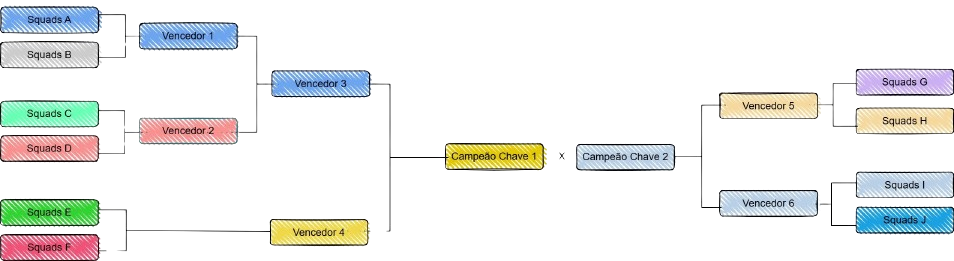 Squads A
Squads B
Vencedor 1
Squads C
Squads D
Vencedor 2
Vencedor 3
Squads E
Squads F
Vencedor 4
Campeão Chave 1
X
Campeão Chave 2
Vencedor 5
Squads G
Squads H
Vencedor 6
Squads I
Squads J